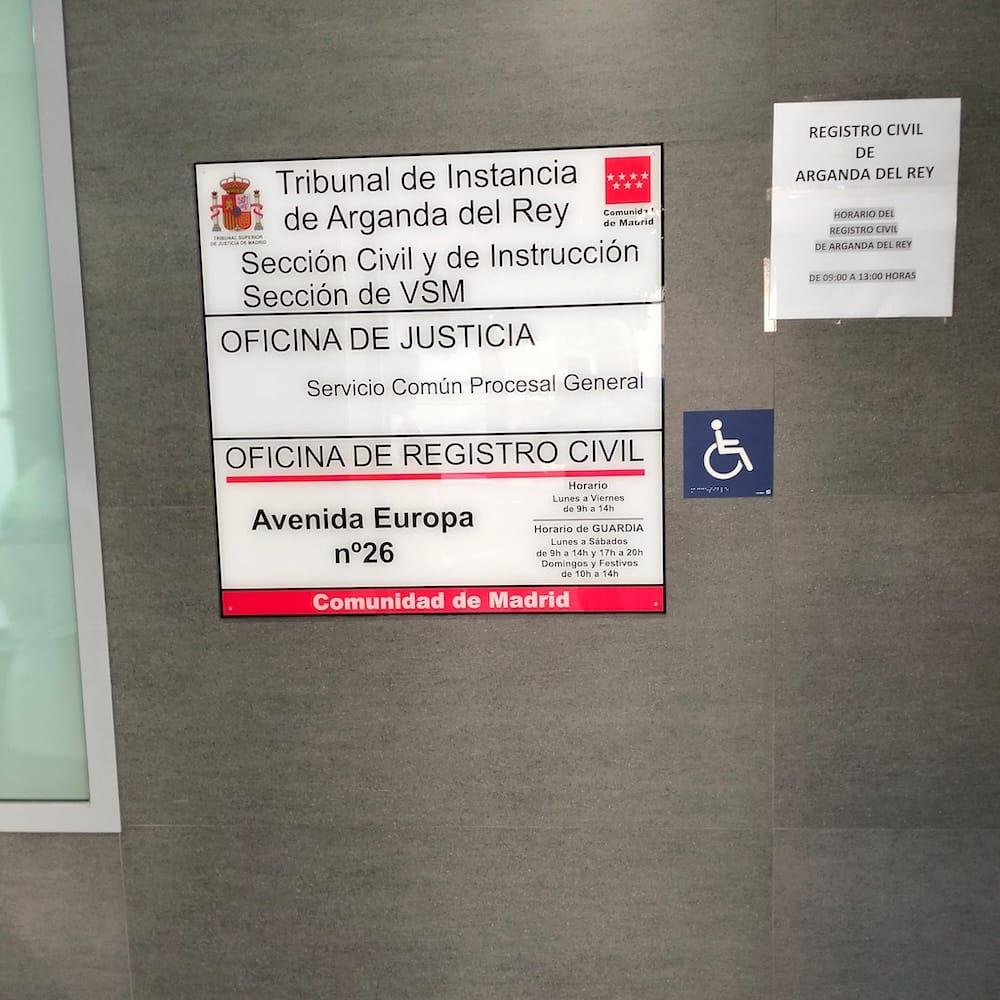 Tribunal de Instancia
de Arganda del Rey
TRIBUNAL SUPERIOR
DE JUSTICIA DE MADRID
Comunidad
de Madrid
Sección Civil y de Instrucción
Sección de VSM
OFICINA DE JUSTICIA
Servicio Común Procesal General
OFICINA DE REGISTRO CIVIL
Avenida Europa
nº26
Horario
Lunes a Viernes
de 9h a 14h
Horario de GUARDIA
Lunes a Sábados
de 9h a 14h y 17h a 20h
Domingos y Festivos
de 10h a 14h
Comunidad de Madrid
REGISTRO CIVIL
DE
ARGANDA DEL REY
HORARIO DEL
REGISTRO CIVIL
DE ARGANDA DEL REY
DE 09:00 A 13:00 HORAS